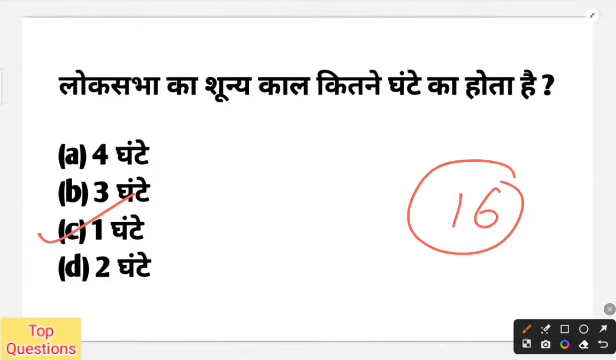 लोकसभा का शून्य काल कितने घंटे का होता है ?
(a) 4 घंटे
(b) 3 घंटे
(c) 1 घंटे
(d) 2 घंटे
16
Top
Questions